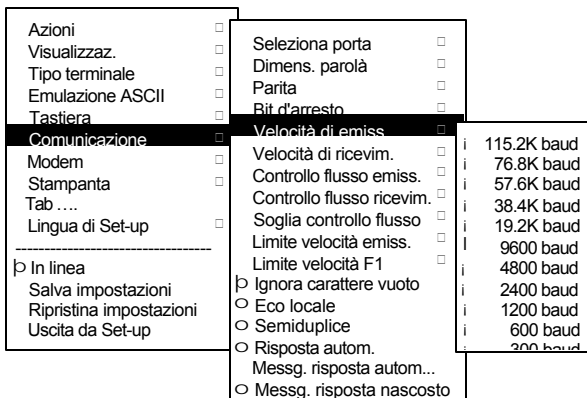 Azioni
Visualizzaz.
Tipo terminale
Emulazione ASCII
Tastiera
Comunicazione
Modem
Stampanta
Tab ….
Lingua di Set-up
-----------------------------------
þ In linea
Salva impostazioni
Ripristina impostazioni
Uscita da Set-up
Seleziona porta
Dimens. parolà
Parita
Bit d'arresto
Velocità di emiss.
Velocità di ricevim.
Controllo flusso emiss.
Controllo flusso ricevim.
Soglia controllo flusso
Limite velocità emiss.
Limite velocità F1
þ Ignora carattere vuoto
O Eco locale
O Semiduplice
O Risposta autom.
Messg. risposta autom...
O Messg. risposta nascosto
i 115.2K baud
i 76.8K baud
i 57.6K baud
i 38.4K baud
i 19.2K baud
l 9600 baud
i 4800 baud
i 2400 baud
i 1200 baud
i 600 baud
i 300 baud